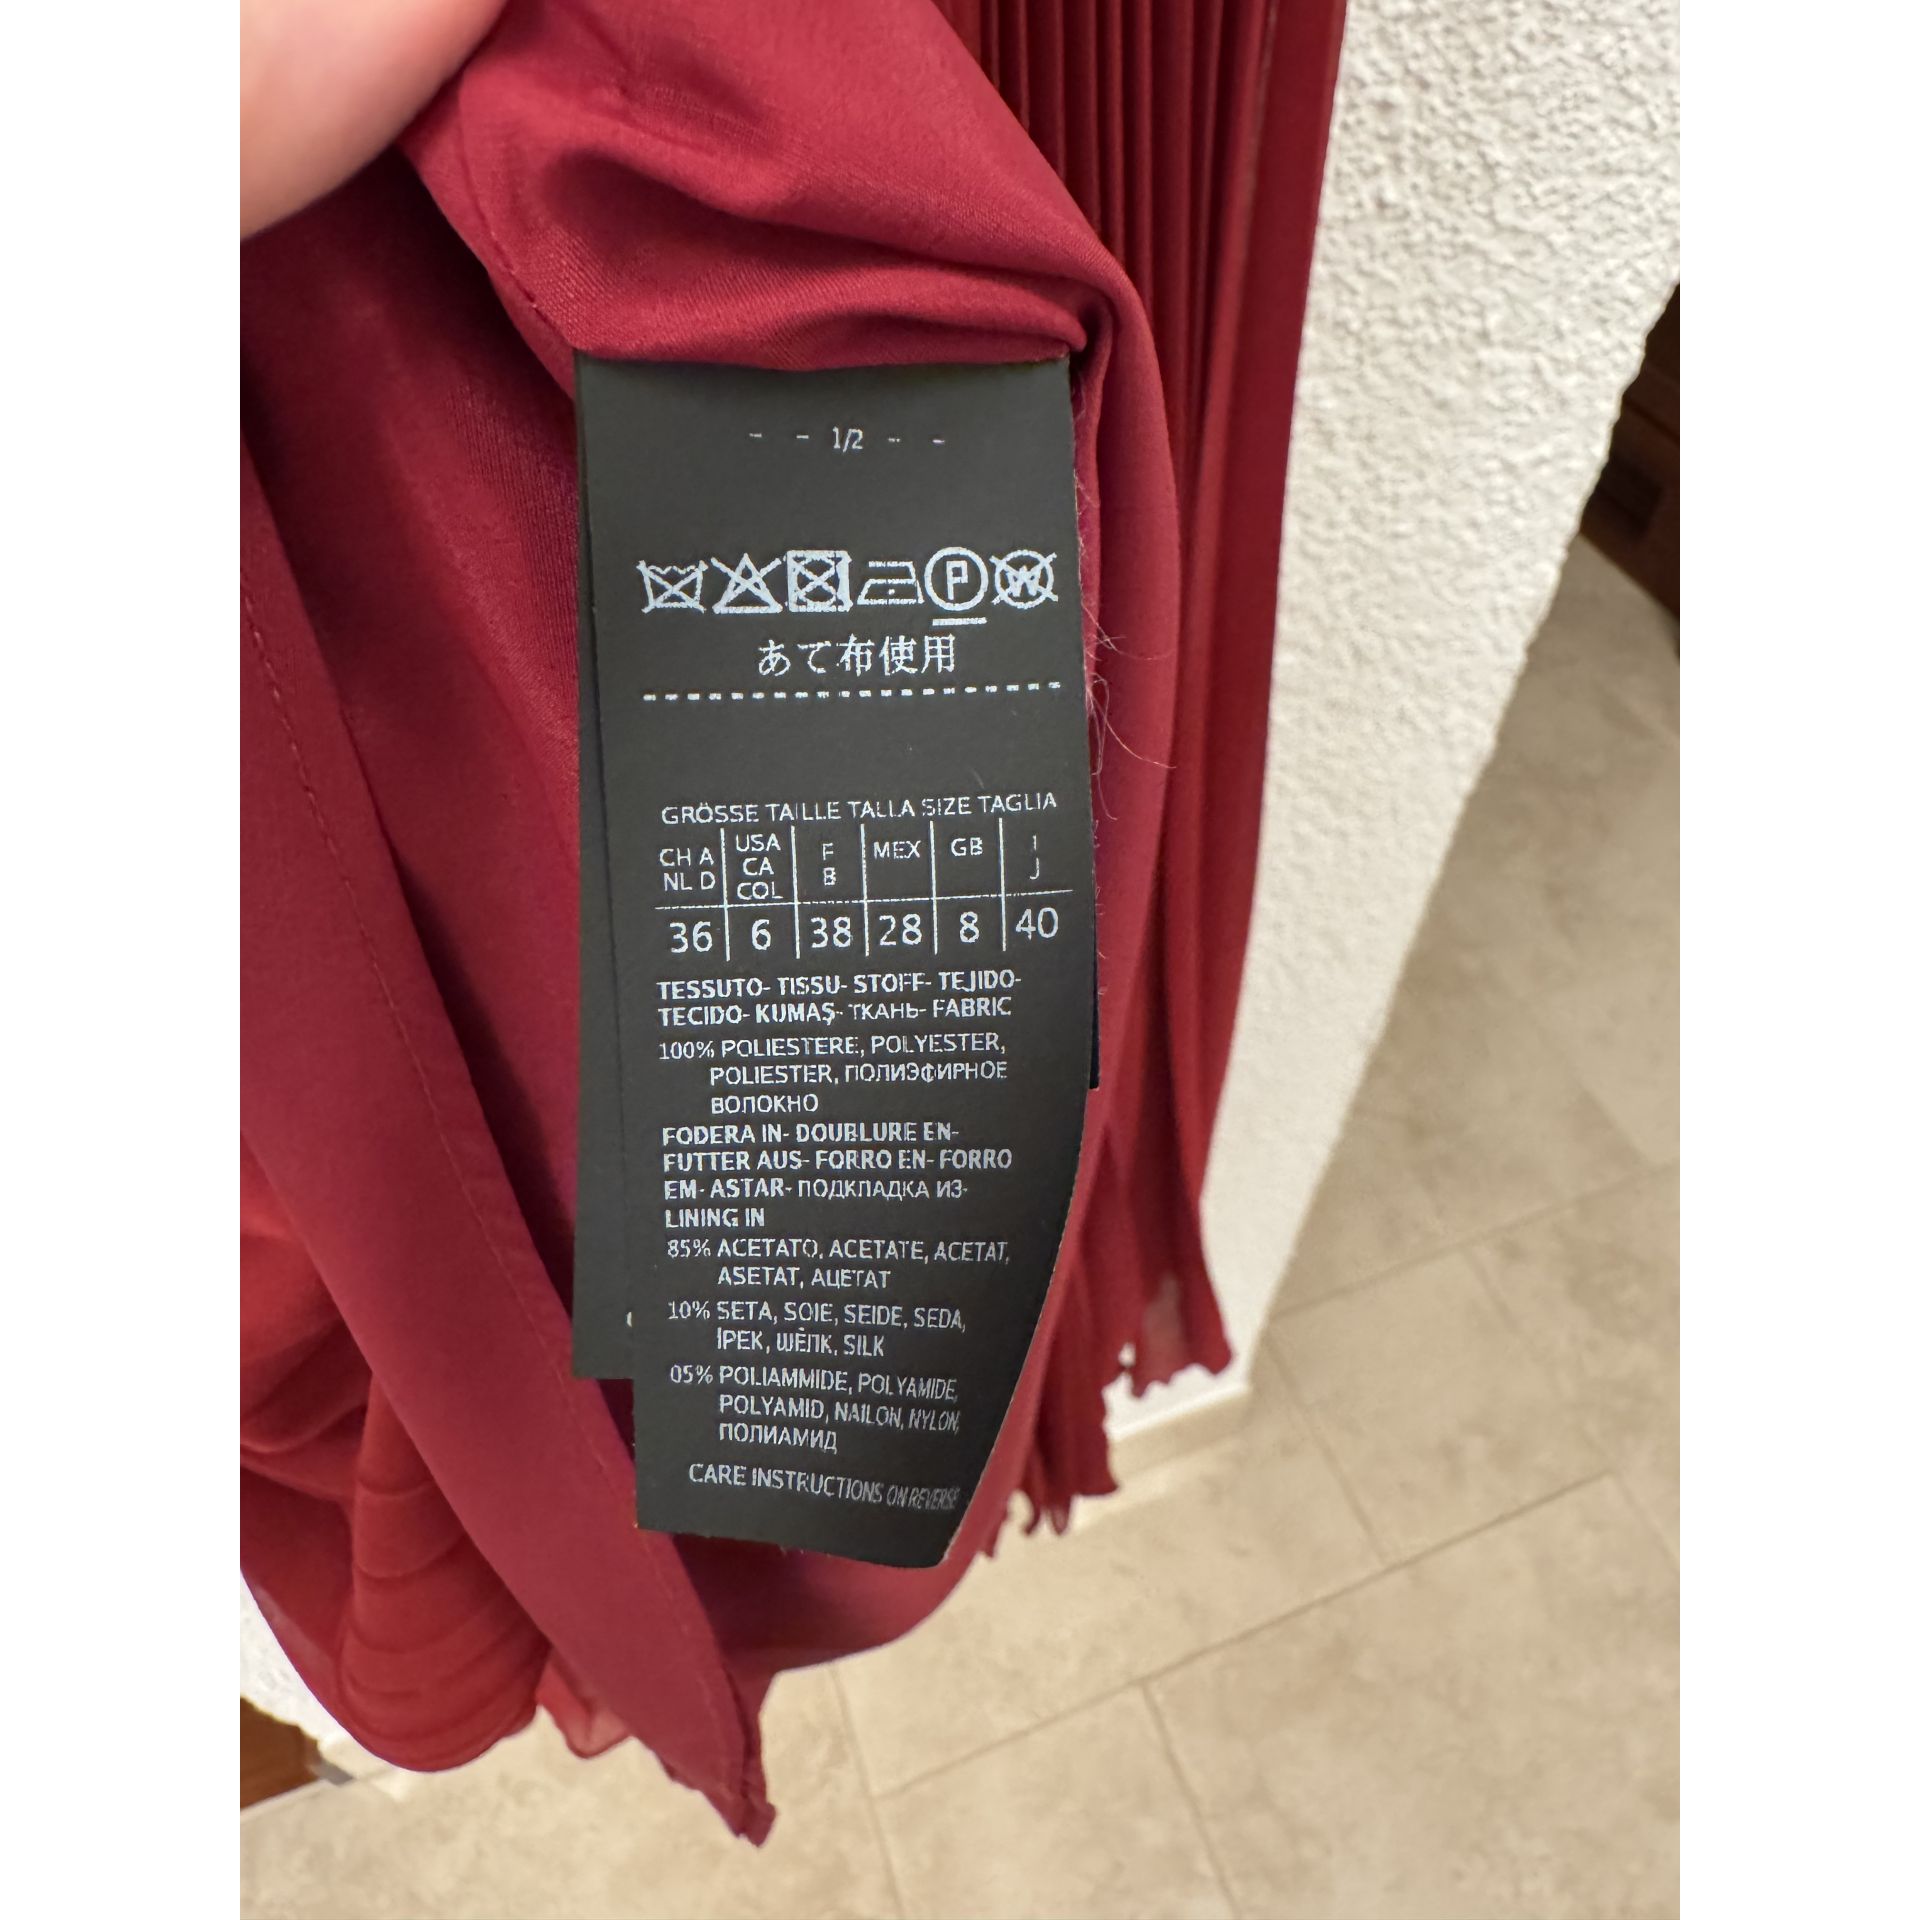 - - 1/2 - -
P W
あて布使用
GRÖSSE TAILLE TALLA SIZE TAGLIA
CH A NL D USA CA COL F B MEX GB I J
36 6 38 28 8 40
TESSUTO- TISSU- STOFF- TEJIDO-
TECIDO- KUMAŞ- ТКАНЬ- FABRIC
100% POLIESTERE, POLYESTER,
POLIESTER, ПОЛИЭФИРНОЕ
ВОЛОКНО
FODERA IN- DOUBLURE EN-
FUTTER AUS- FORRO EN- FORRO
EM- ASTAR- ПОДКЛАДКА ИЗ-
LINING IN
85% ACETATO, ACETATE, ACETAT,
ASETAT, АЦЕТАТ
10% SETA, SOIE, SEIDE, SEDA,
İPEK, ШЁЛК, SILK
05% POLIAMMIDE, POLYAMIDE,
POLYAMID, NAILON, NYLON,
ПОЛИАМИД
CARE INSTRUCTIONS ON REVERSE